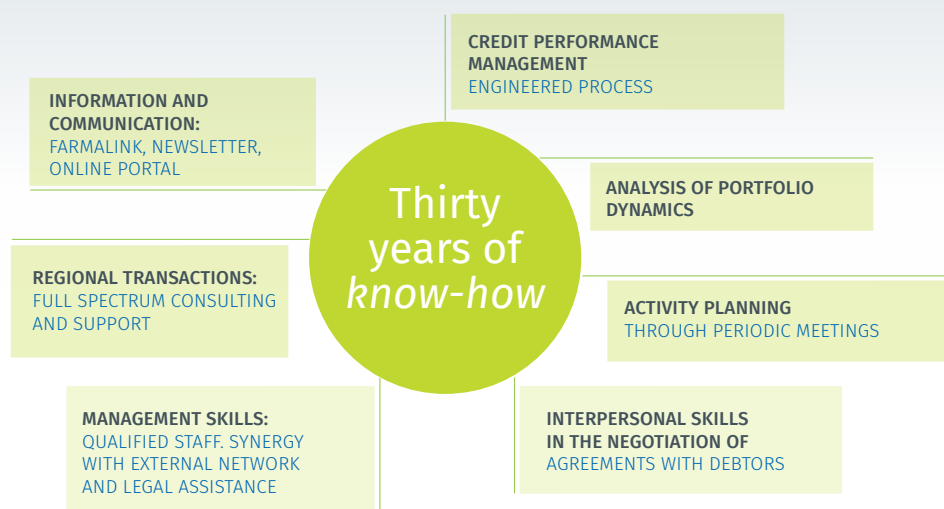 CREDIT PERFORMANCE
MANAGEMENT
ENGINEERED PROCESS
INFORMATION AND
COMMUNICATION:
FARMALINK, NEWSLETTER,
ONLINE PORTAL
Thirty
years of
know-how
ANALYSIS OF PORTFOLIO
DYNAMICS
REGIONAL TRANSACTIONS:
FULL SPECTRUM CONSULTING
AND SUPPORT
ACTIVITY PLANNING
THROUGH PERIODIC MEETINGS
MANAGEMENT SKILLS:
QUALIFIED STAFF. SYNERGY
WITH EXTERNAL NETWORK
AND LEGAL ASSISTANCE
INTERPERSONAL SKILLS
IN THE NEGOTIATION OF
AGREEMENTS WITH DEBTORS